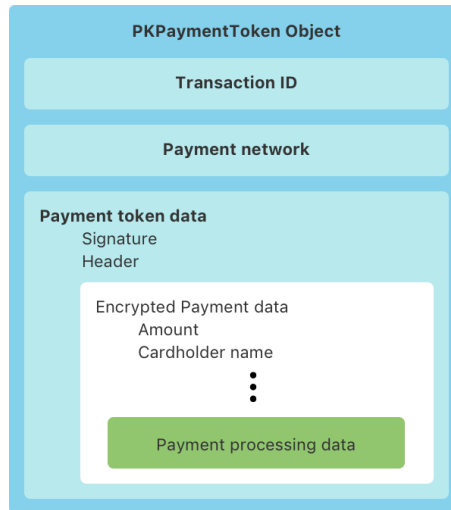 PKPaymentToken Object
Transaction ID
Payment network
Payment token data
Signature
Header
Encrypted Payment data
Amount
Cardholder name
Payment processing data